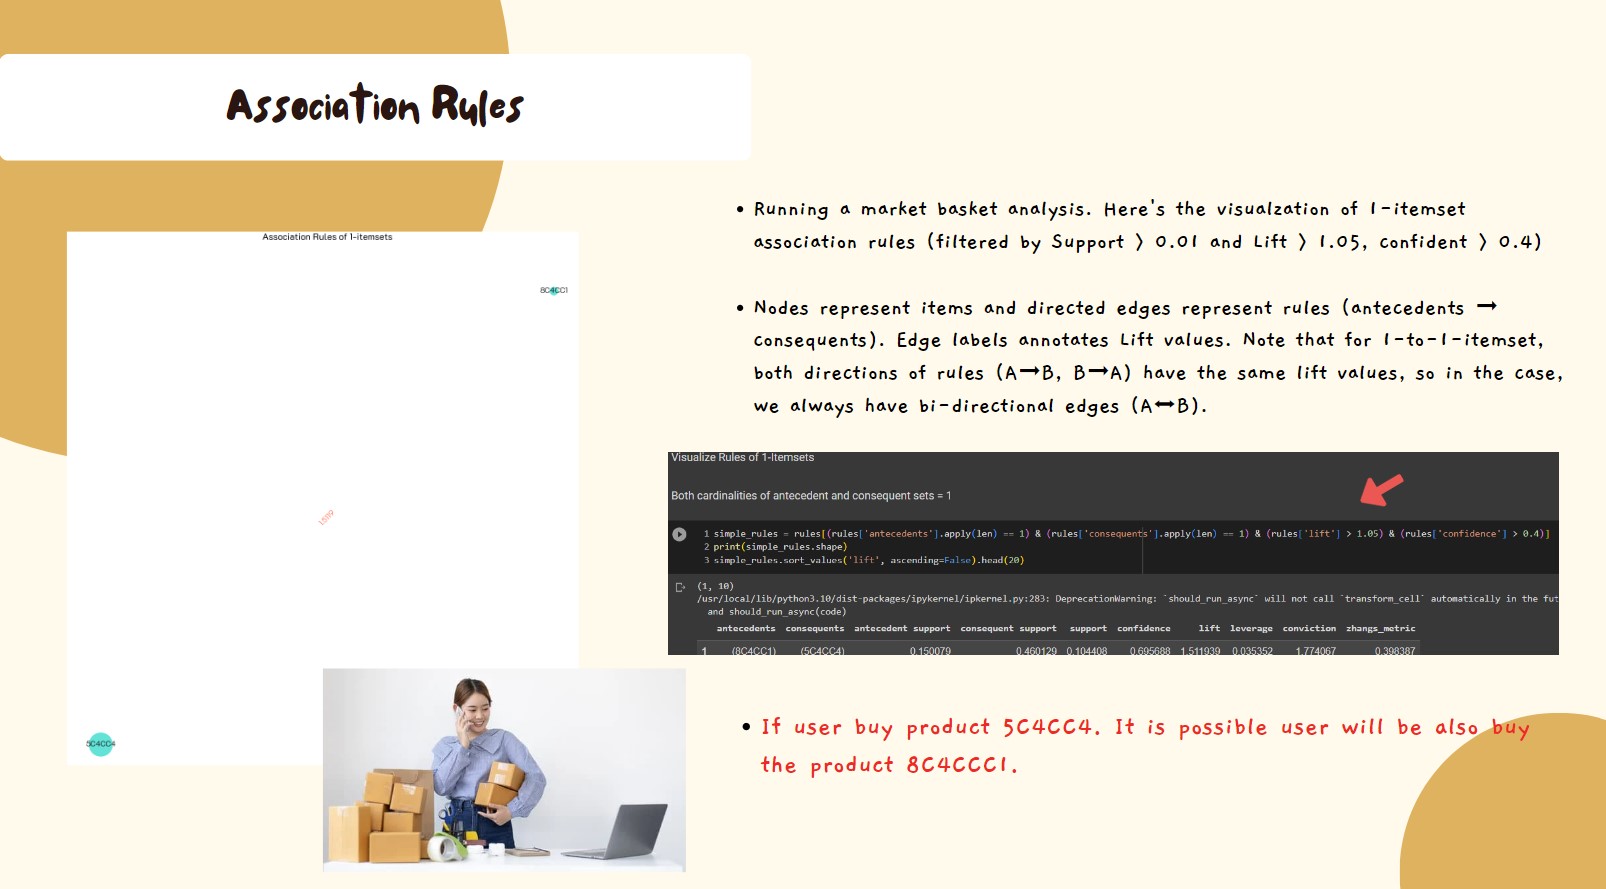 Association Rules
Association Rules of 1-itemsets
8C4CC1
1.5119
5C4CC4
• Running a market basket analysis. Here's the visualzation of 1-itemset
association rules (filtered by Support > 0.01 and Lift > 1.05, confident > 0.4)
• Nodes represent items and directed edges represent rules (antecedents →
consequents). Edge labels annotates Lift values. Note that for 1-to-1-itemset,
both directions of rules (A→B, B→A) have the same lift values, so in the case,
we always have bi-directional edges (A↔B).
Visualize Rules of 1-Itemsets
Both cardinalities of antecedent and consequent sets = 1
1 simple_rules = rules[(rules['antecedents'].apply(len) == 1) & (rules['consequents'].apply(len) == 1) & (rules['lift'] > 1.05) & (rules['confidence'] > 0.4)]
2 print(simple_rules.shape)
3 simple_rules.sort_values('lift', ascending=False).head(20)
(1, 10)
/usr/local/lib/python3.10/dist-packages/ipykernel/ipkernel.py:283: DeprecationWarning: `should_run_async` will not call `transform_cell` automatically in the fut
and should_run_async(code)
antecedents consequents antecedent support consequent support support confidence lift leverage conviction zhangs_metric
1 (8C4CC1) (5C4CC4) 0.150079 0.460129 0.104408 0.695688 1.511939 0.035352 1.774067 0.398387
• If user buy product 5C4CC4. It is possible user will be also buy
the product 8C4CCC1.